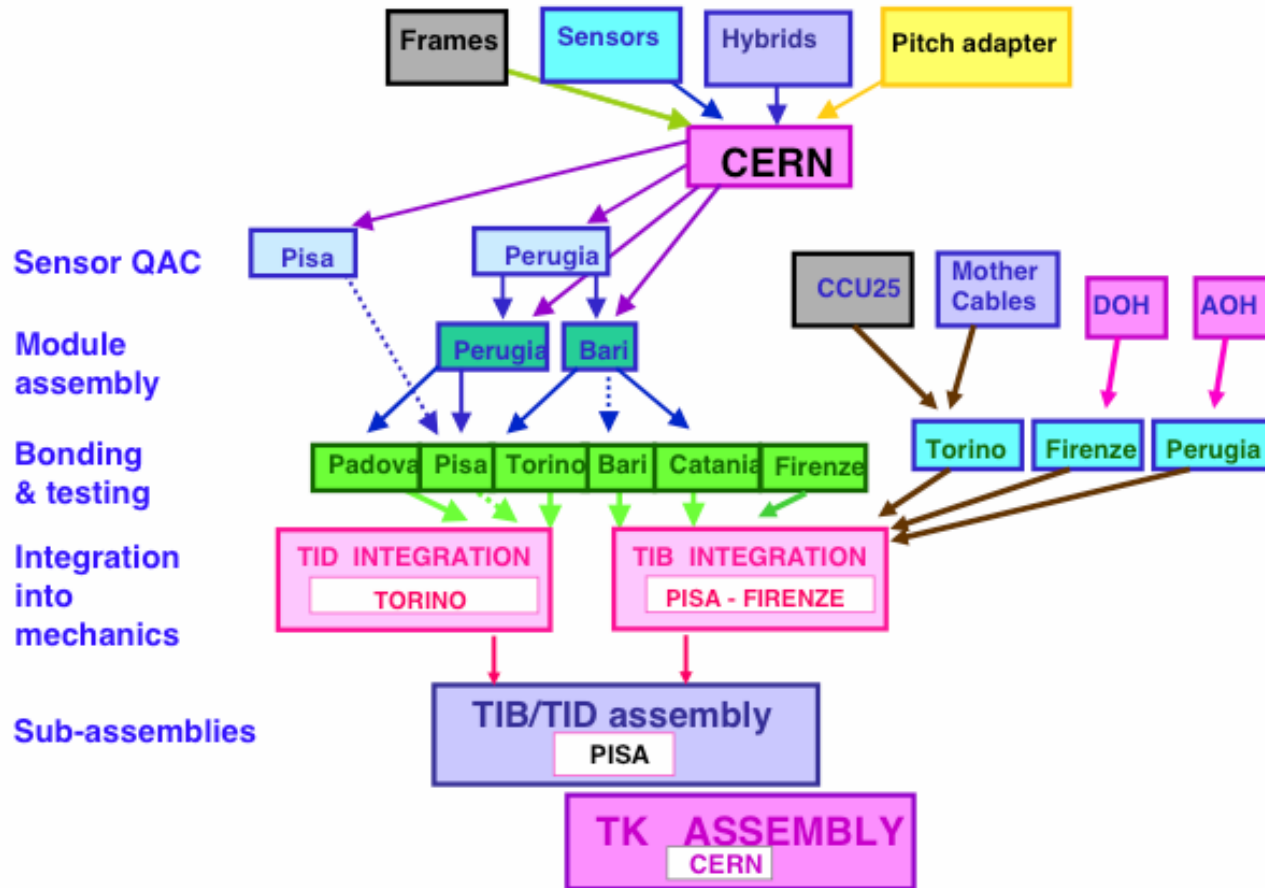 Frames
Sensors
Hybrids
Pitch adapter
CERN
Sensor QAC
Pisa
Perugia
CCU25
Mother
Cables
DOH
AOH
Module
assembly
Perugia
Bari
Bonding
& testing
Padova
Pisa
Torino
Bari
Catania
Firenze
Torino
Firenze
Perugia
Integration
into
mechanics
TID INTEGRATION
TORINO
TIB INTEGRATION
PISA - FIRENZE
Sub-assemblies
TIB/TID assembly
PISA
TK ASSEMBLY
CERN